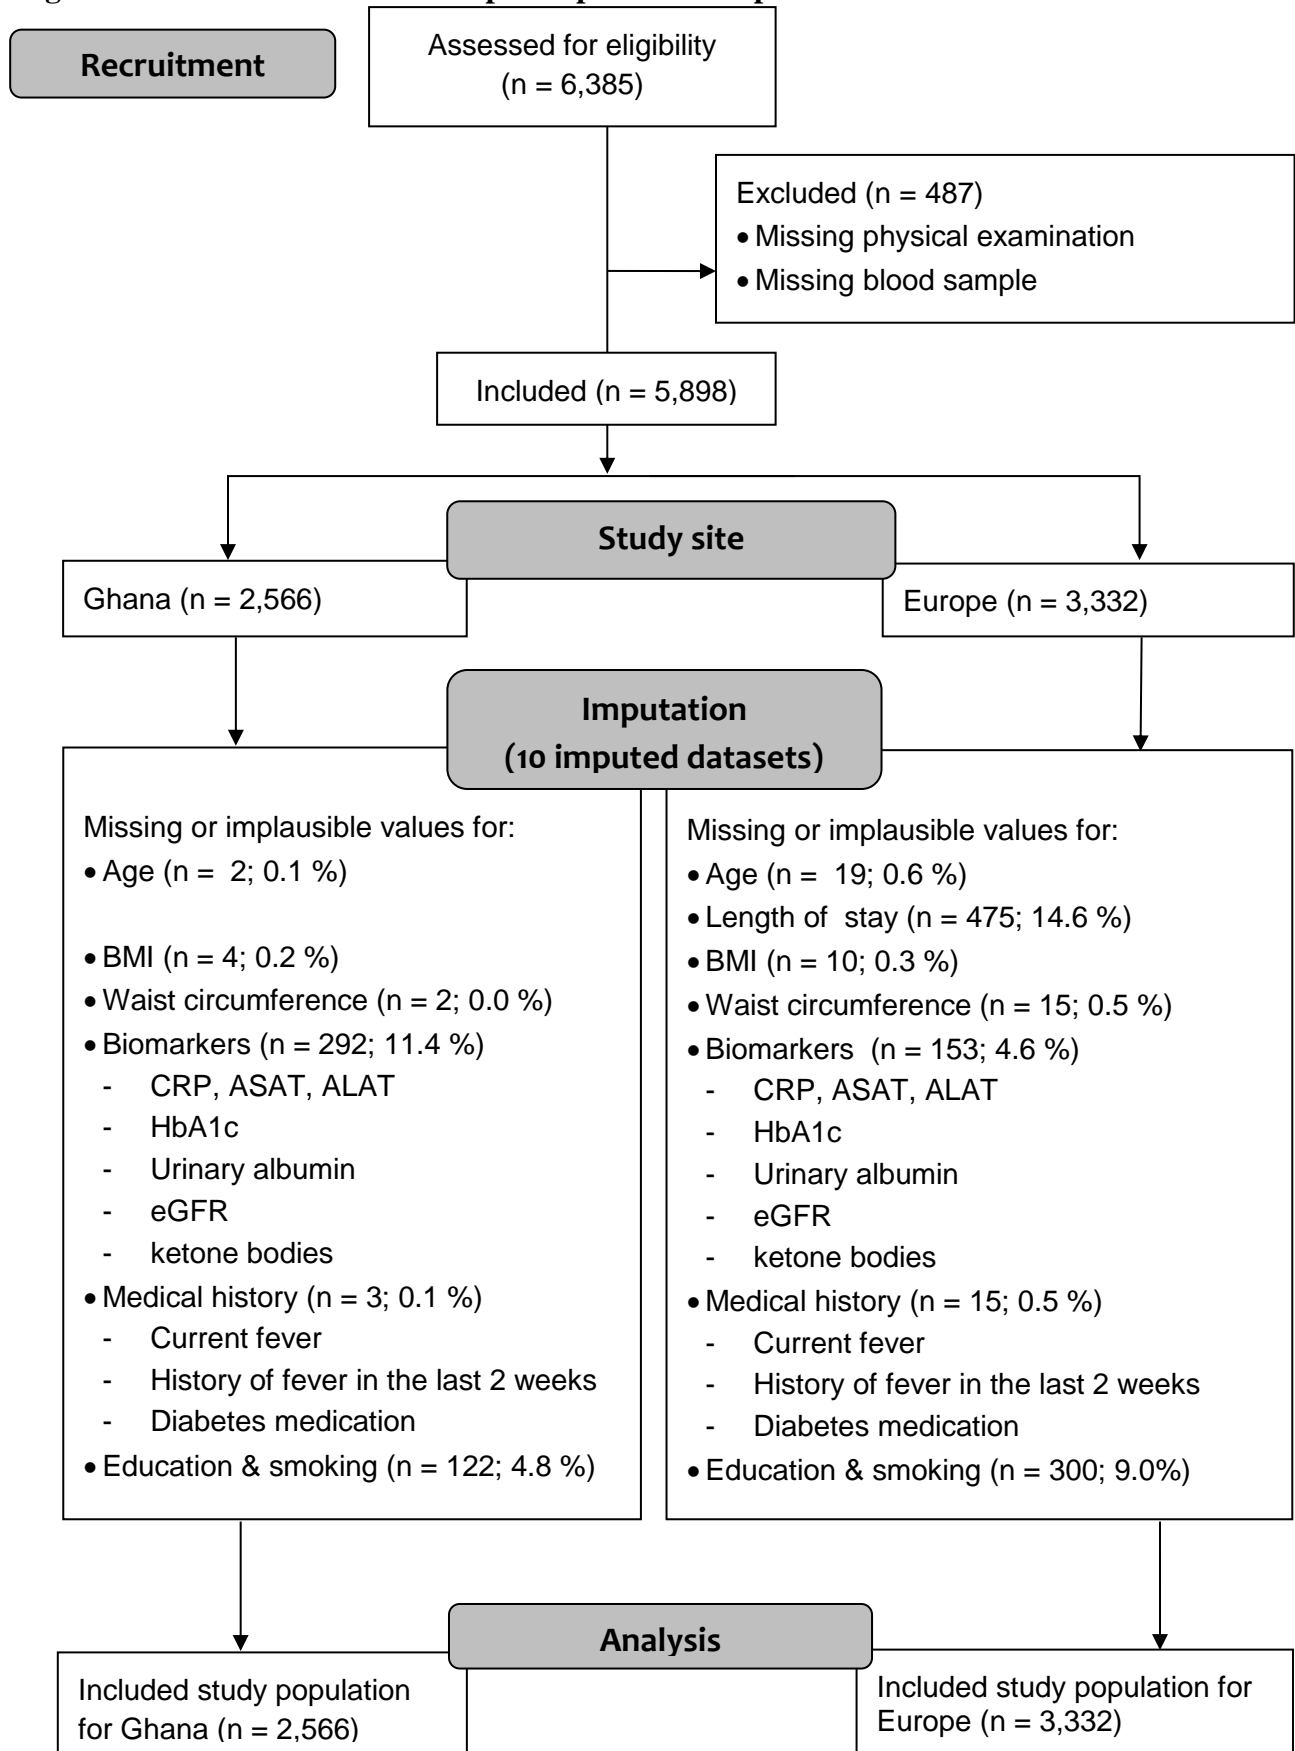 Recruitment
Assessed for eligibility
(n = 6,385)
Excluded (n = 487)
• Missing physical examination
• Missing blood sample
Included (n = 5,898)
Study site
Ghana (n = 2,566)
Europe (n = 3,332)
Imputation
(10 imputed datasets)
Missing or implausible values for:
• Age (n =  2; 0.1 %)
• BMI (n = 4; 0.2 %)
• Waist circumference (n = 2; 0.0 %)
• Biomarkers (n = 292; 11.4 %)
- CRP, ASAT, ALAT
- HbA1c
- Urinary albumin
- eGFR
- ketone bodies
• Medical history (n = 3; 0.1 %)
- Current fever
- History of fever in the last 2 weeks
- Diabetes medication
• Education & smoking (n = 122; 4.8 %)
Missing or implausible values for:
• Age (n =  19; 0.6 %)
• Length of  stay (n = 475; 14.6 %)
• BMI (n = 10; 0.3 %)
• Waist circumference (n = 15; 0.5 %)
• Biomarkers  (n = 153; 4.6 %)
- CRP, ASAT, ALAT
- HbA1c
- Urinary albumin
- eGFR
- ketone bodies
• Medical history (n = 15; 0.5 %)
- Current fever
- History of fever in the last 2 weeks
- Diabetes medication
• Education & smoking (n = 300; 9.0%)
Analysis
Included study population
for Ghana (n = 2,566)
Included study population for
Europe (n = 3,332)